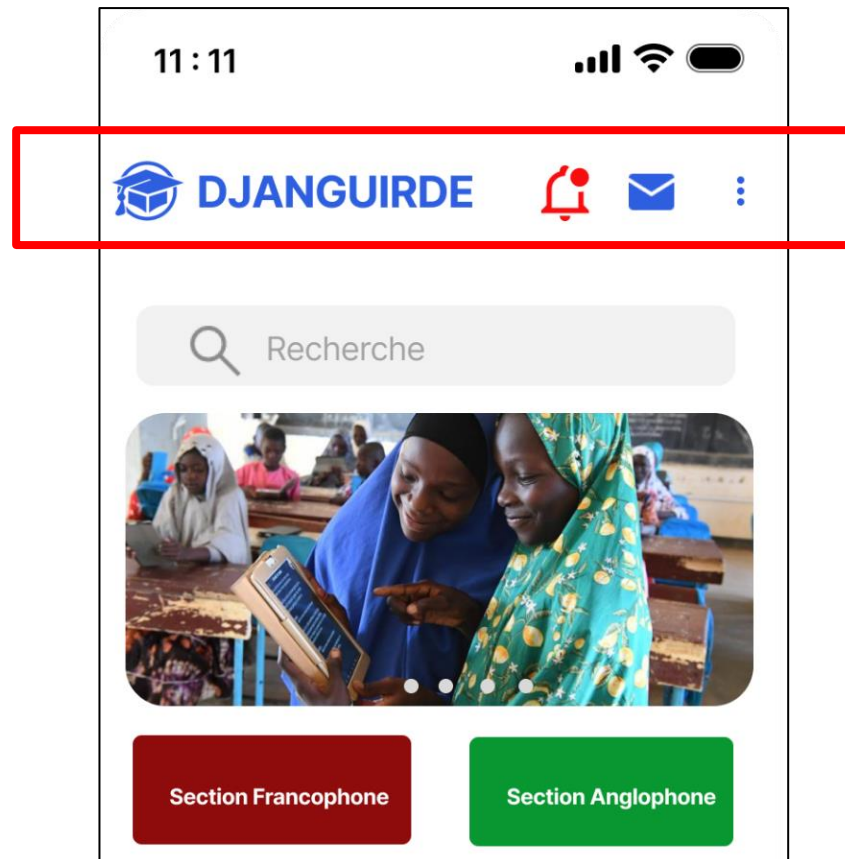 11 : 11
DJANGUIRDE
Recherche
Section Francophone
Section Anglophone